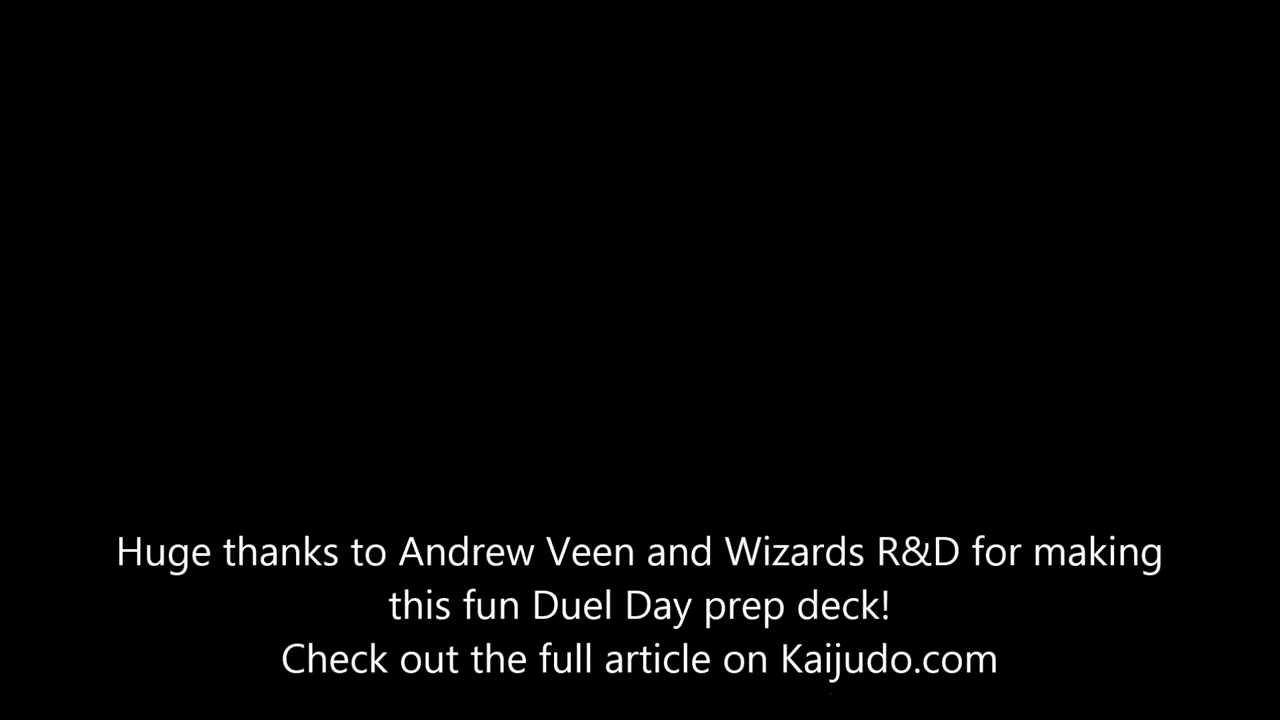 Huge thanks to Andrew Veen and Wizards R&D for making
this fun Duel Day prep deck!
Check out the full article on Kaijudo.com